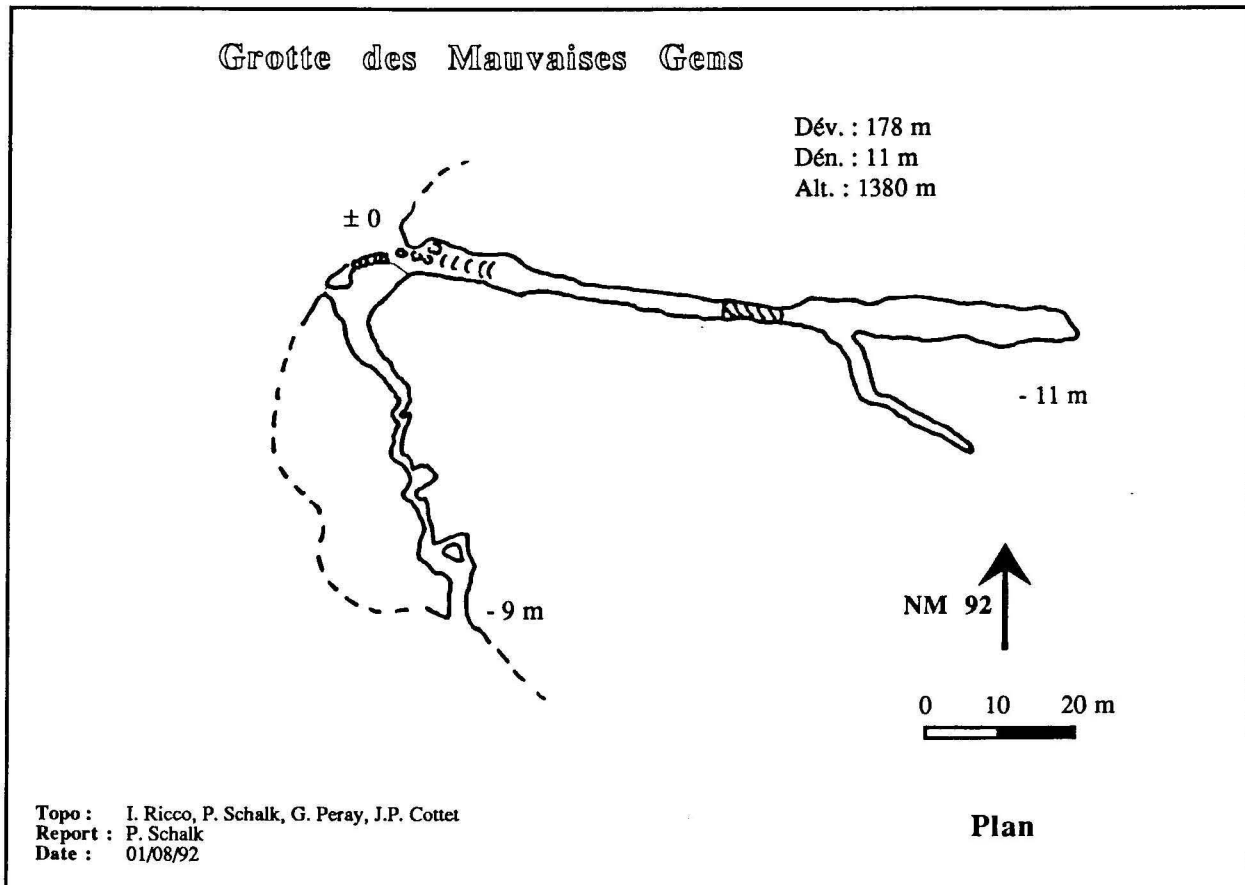 Grotte des Mauvaises Gens
Dév. : 178 m
Dén. : 11 m
Alt. : 1380 m
± 0
- 11 m
- 9 m
NM 92
0 10 20 m
Topo : I. Ricco, P. Schalk, G. Peray, J.P. Cottet
Report : P. Schalk
Date : 01/08/92
Plan